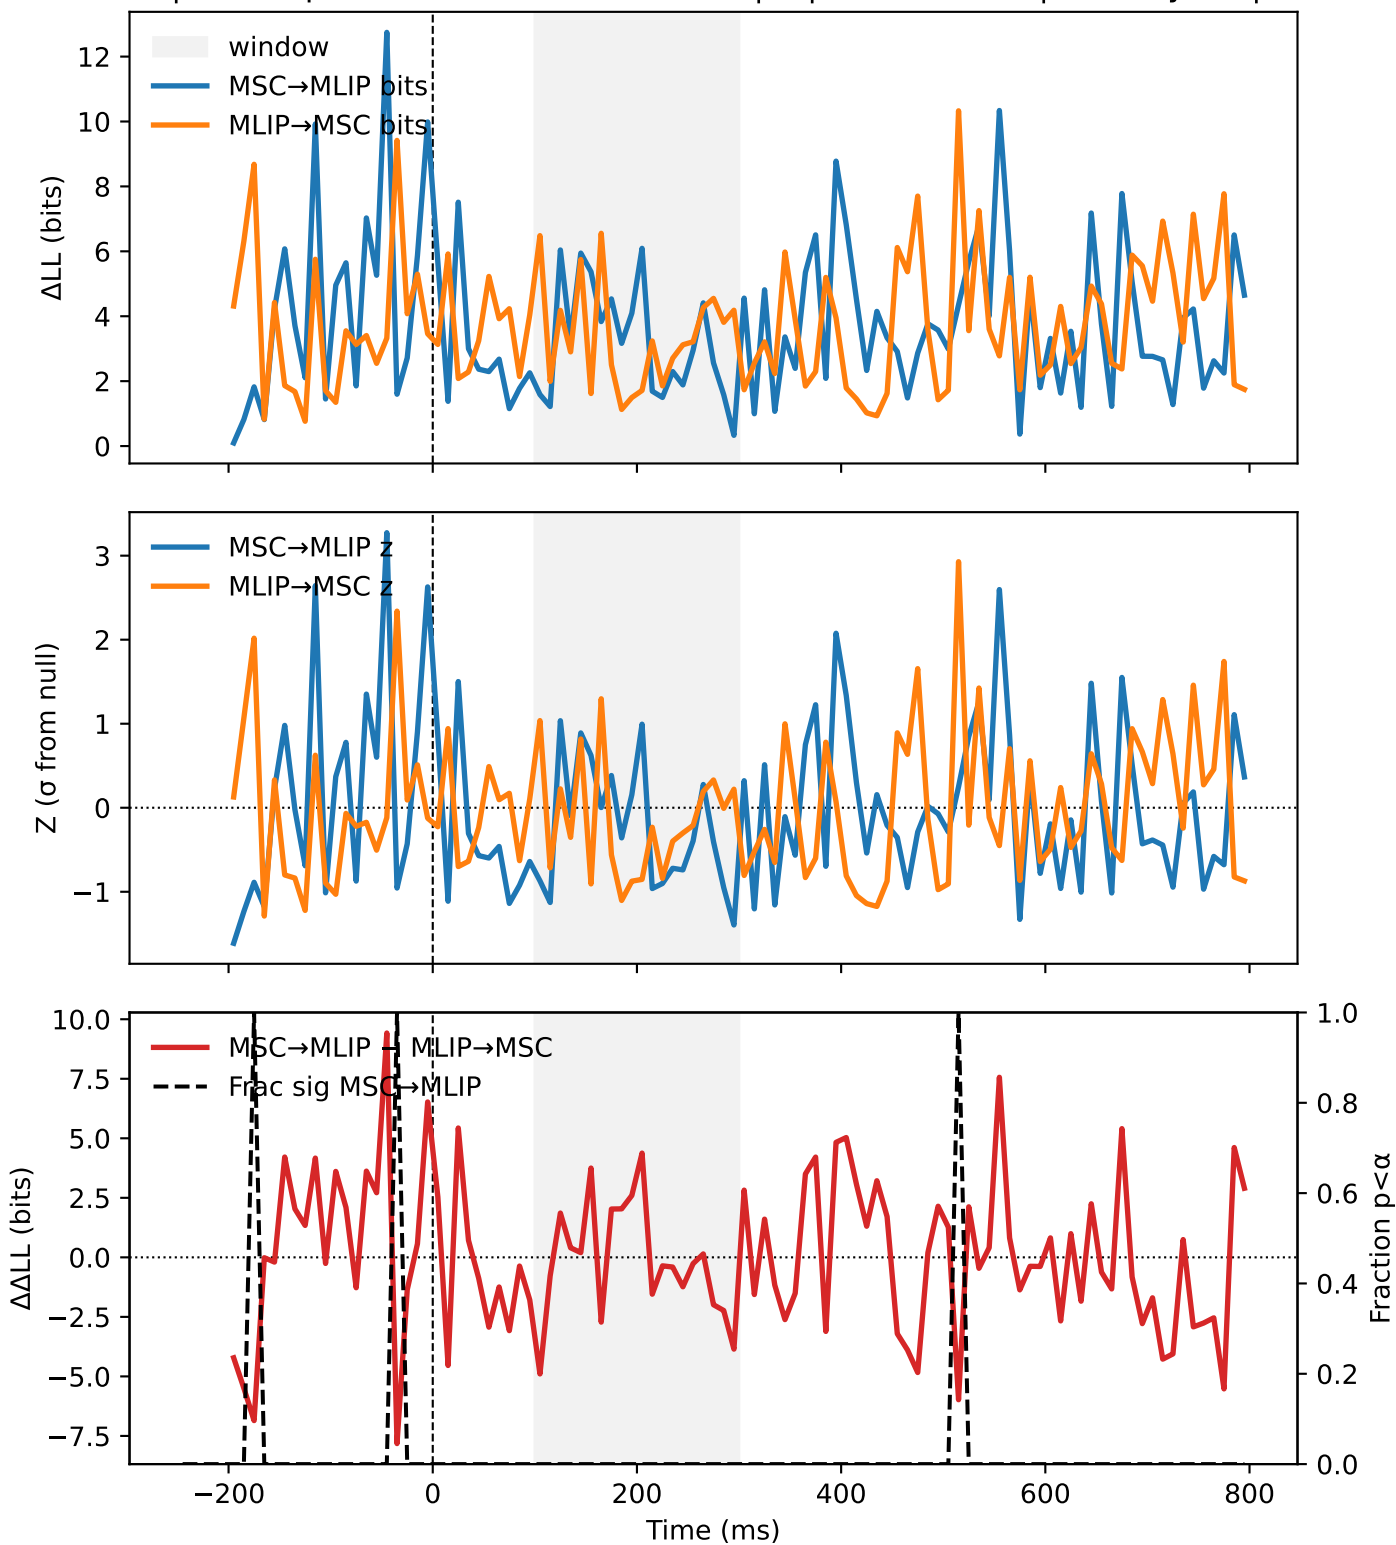 window
MSC→MLIP bits
MLIP→MSC bits
12
10
8
6
4
2
0
ΔLL (bits)
MSC→MLIP z
MLIP→MSC z
3
2
1
0
−1
Z (σ from null)
MSC→MLIP − MLIP→MSC
Frac sig MSC→MLIP
10.0
7.5
5.0
2.5
0.0
−2.5
−5.0
−7.5
ΔΔLL (bits)
1.0
0.8
0.6
0.4
0.2
0.0
Fraction p<α
−200
0
200
400
600
800
Time (ms)